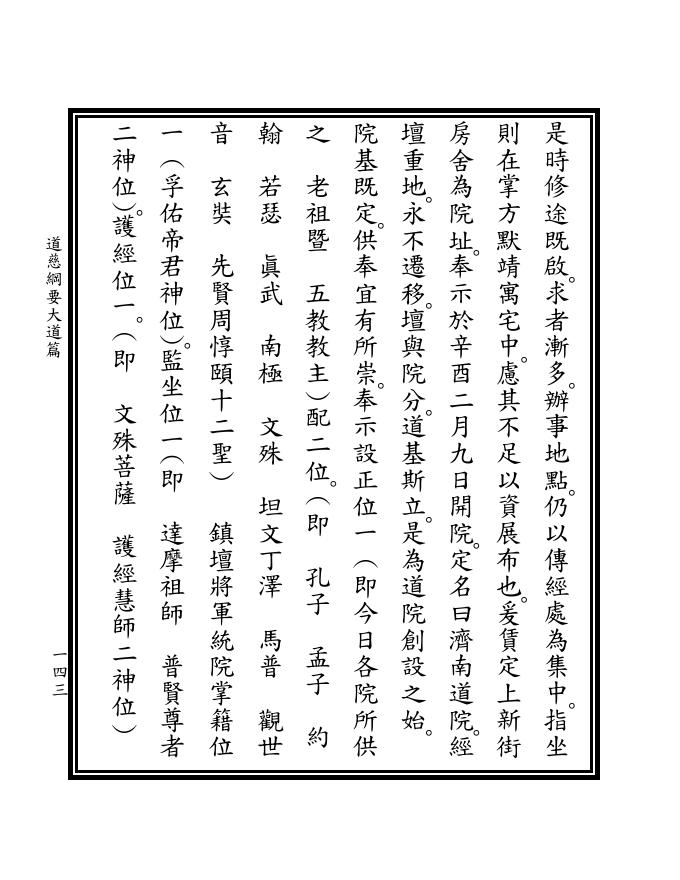 是時修途既啟。求者漸多。辦事地點。仍以傳經處為集中。指坐
則在掌方默靖寓宅中。慮其不足以資展布也。爰賃定上新街
房舍為院址。奉示於辛酉二月九日開院。定名曰濟南道院。經
壇重地。永不遷移。壇與院分。道基斯立。是為道院創設之始。
院基既定。供奉宜有所崇。奉示設正位一（即今日各院所供
之　老祖暨　五教教主）配二位。（即　孔子　孟子　約
翰　若瑟　眞武　南極　文殊　坦文丁澤　馬普　觀世
音　玄奘　先賢周惇頤十二聖）　鎮壇將軍統院掌籍位
一（孚佑帝君神位）。監坐位一（即　達摩祖師　普賢尊者
二神位）。護經位一。（即　文殊菩薩　護經慧師二神位）
道慈綱要大道篇
一四三